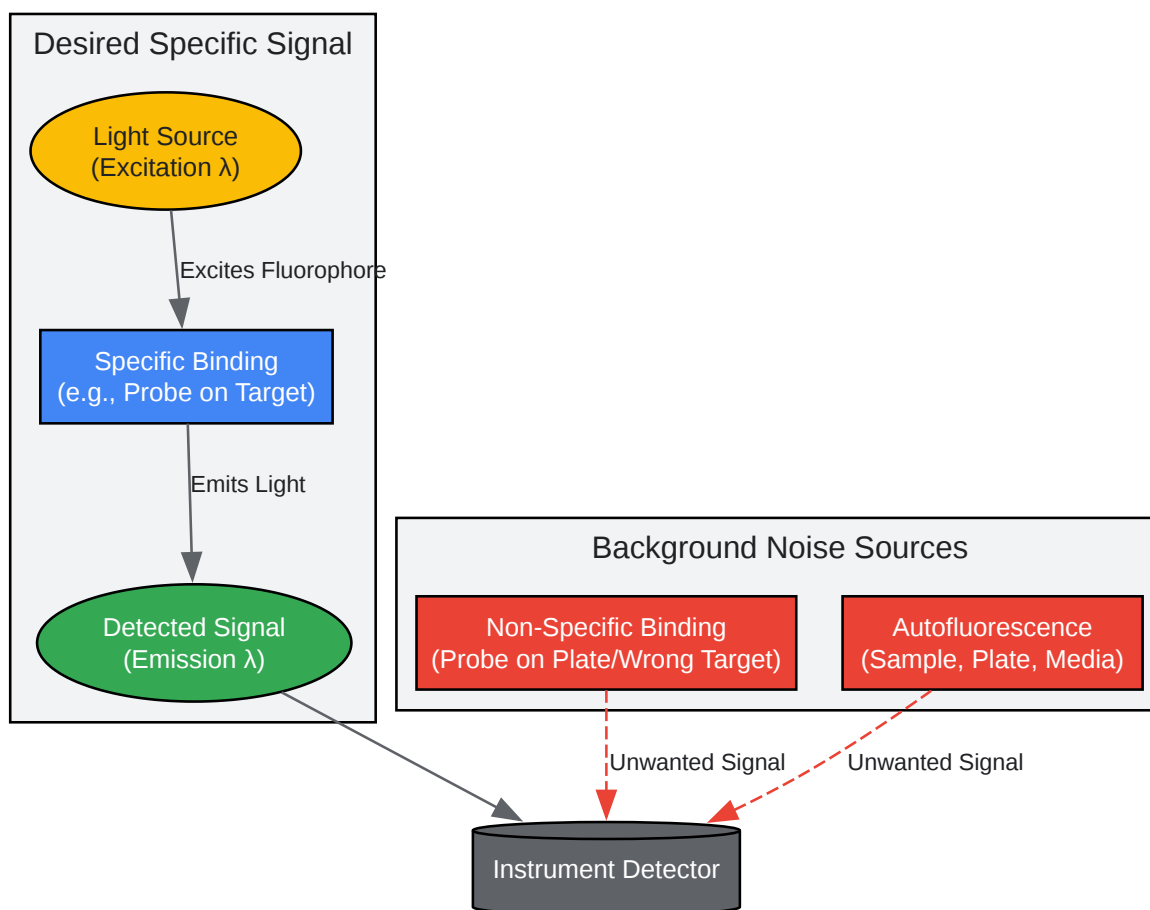 Desired Specific Signal
Light Source
(Excitation λ)
Excites Fluorophore
Specific Binding
(e.g., Probe on Target)
Emits Light
Detected Signal
(Emission λ)
Background Noise Sources
Non-Specific Binding
(Probe on Plate/Wrong Target)
Autofluorescence
(Sample, Plate, Media)
Unwanted Signal
Unwanted Signal
Instrument Detector